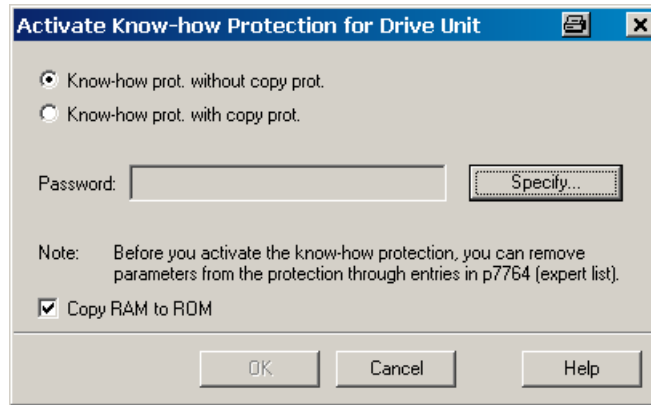 Activate Know-how Protection for Drive Unit
Know-how prot. without copy prot.
Know-how prot. with copy prot.
Password:
Specify...
Note: Before you activate the know-how protection, you can remove
parameters from the protection through entries in p7764 (expert list).
Copy RAM to ROM
OK Cancel Help